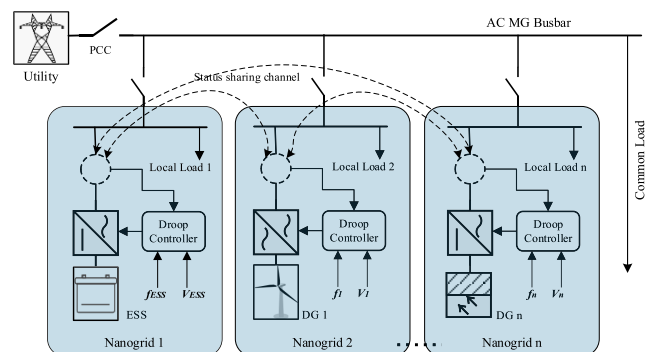 AC MG Busbar
PCC
Utility
Status sharing channel
Common Load
Local Load 1
Local Load 2
Local Load n
Droop
Controller
Droop
Controller
Droop
Controller
fESS VESS
f1 V1
fn Vn
ESS
DG 1
DG n
Nanogrid 1
Nanogrid 2
Nanogrid n